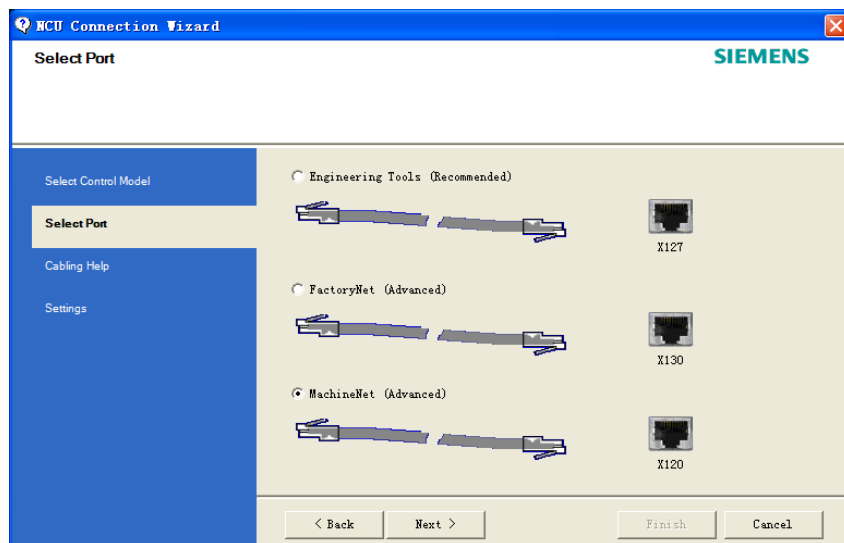 NCU Connection Wizard
Select Port
SIEMENS
Select Control Model
Select Port
Cabling Help
Settings
Engineering Tools (Recommended)
X127
FactoryNet (Advanced)
X130
MachineNet (Advanced)
X120
< Back
Next >
Finish
Cancel